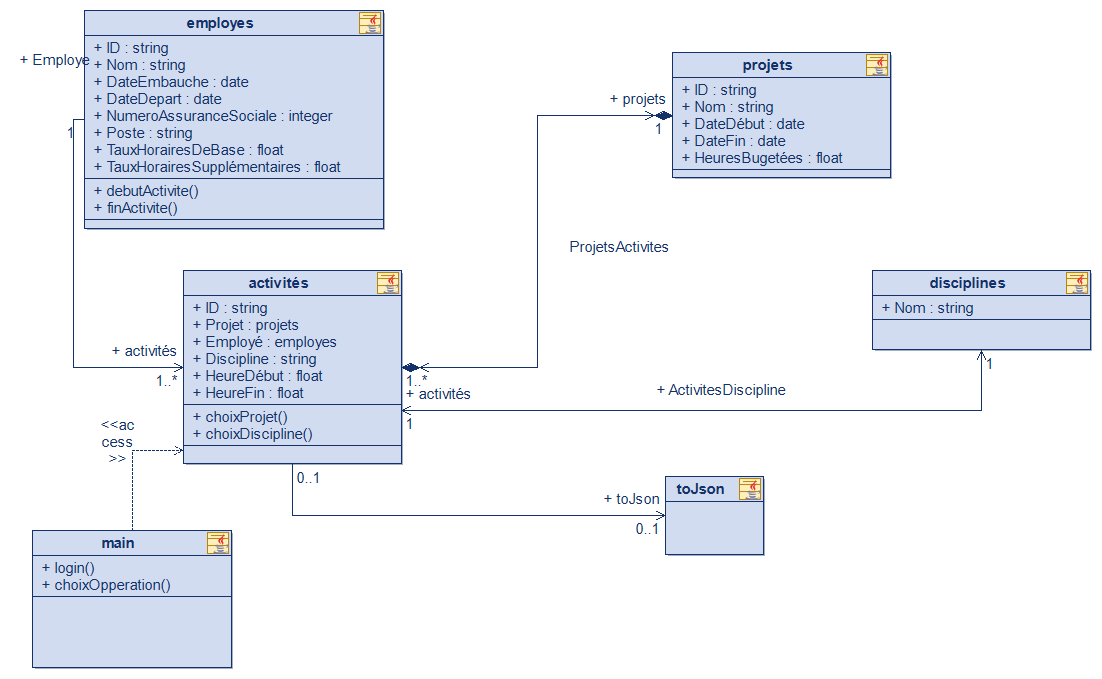 employes
+ ID : string
+ Nom : string
+ DateEmbauche : date
+ DateDepart : date
+ NumeroAssuranceSociale : integer
+ Poste : string
+ TauxHorairesDeBase : float
+ TauxHorairesSupplémentaires : float
+ debutActivite()
+ finActivite()
+ Employe
1
projets
+ ID : string
+ Nom : string
+ DateDébut : date
+ DateFin : date
+ HeuresBugetées : float
+ projets
1
ProjetsActivites
activités
+ ID : string
+ Projet : projets
+ Employé : employes
+ Discipline : string
+ HeureDébut : float
+ HeureFin : float
+ choixProjet()
+ choixDiscipline()
+ activités
1..*
1..*
+ activités
1
disciplines
+ Nom : string
1
+ ActivitesDiscipline
<<ac
cess
>>
0..1
+ toJson
0..1
toJson
main
+ login()
+ choixOpperation()